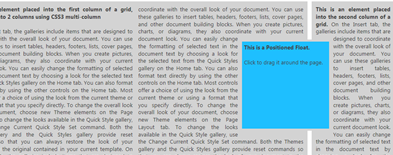 element placed into the first column of a grid,
to 2 columns using CSS3 multi-column
tab, the galleries include items that are designed to
with the overall look of your document. You can use
es to insert tables, headers, footers, lists, cover pages,
ocument building blocks. When you create pictures,
iagrams, they also coordinate with your current
ook. You can easily change the formatting of selected
ocument text by choosing a look for the selected text
Quick Styles gallery on the Home tab. You can also format
by using the other controls on the Home tab. Most
a choice of using the look from the current theme or
at that you specify directly. To change the overall look
ocument, choose new Theme elements on the Page
o change the looks available in the Quick Style gallery,
ange Current Quick Style Set command. Both the
ery and the Quick Styles gallery provide reset
so that you can always restore the look of your
the original contained in your current template. On
coordinate with the overall look of your document. You can use
these galleries to insert tables, headers, footers, lists, cover pages,
and other document building blocks. When you create pictures,
charts, or diagrams, they also coordinate with your current
document look. You can easily change
the formatting of selected text in the
document text by choosing a look for
the selected text from the Quick Styles
gallery on the Home tab. You can also
format text directly by using the other
controls on the Home tab. Most controls
offer a choice of using the look from the
current theme or using a format that
you specify directly. To change the
overall look of your document, choose
new Theme elements on the Page
Layout tab. To change the looks
available in the Quick Style gallery, use
the Change Current Quick Style Set command. Both the Themes
gallery and the Quick Styles gallery provide reset commands so
This is a Positioned Float.
Click to drag it around the page.
This is an element placed
into the second column of a
grid. On the Insert tab, the
galleries include items that are
designed to coordinate
with the overall look of
your document. You
can use these galleries
to insert tables,
headers, footers, lists,
cover pages, and other
document building
blocks. When you
create pictures, charts,
or diagrams, they also
coordinate with your
current document look.
You can easily change
the formatting of selected text
in the document text by